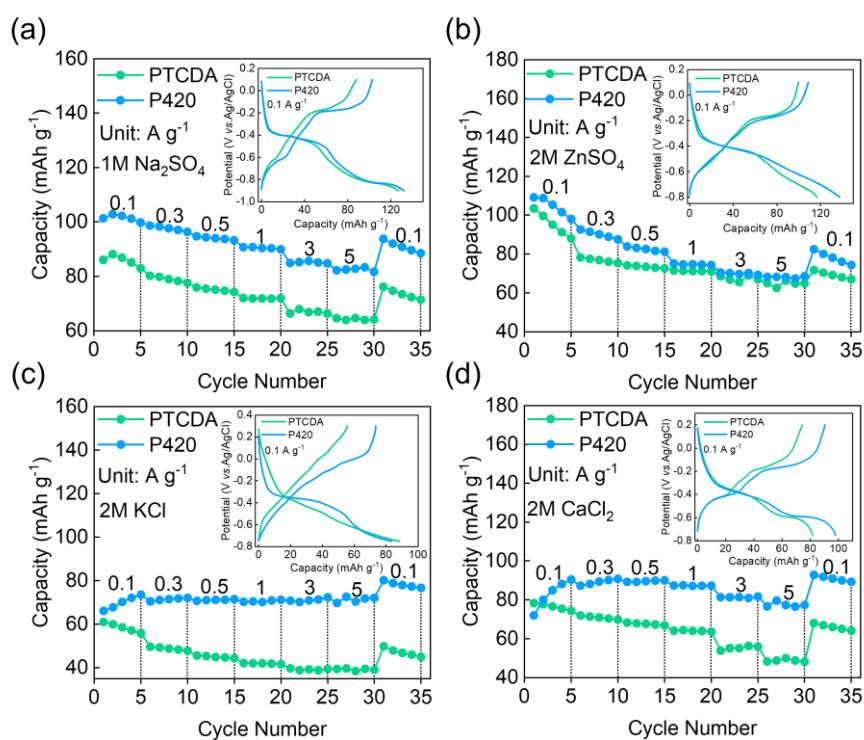 (a)
160
140
120
100
80
60
Capacity (mAh g⁻¹)
PTCDA
P420
Unit: A g⁻¹
1M Na₂SO₄
0.1
0.3
0.5
1
3
5
0.1
0 5 10 15 20 25 30 35
Cycle Number
0.2
0.0
-0.2
-0.4
-0.6
-0.8
-1.0
Potential (V vs.Ag/AgCl)
PTCDA
P420
0.1 A g⁻¹
0 40 80 120
Capacity (mAh g⁻¹)
(b)
180
160
140
120
100
80
60
40
Capacity (mAh g⁻¹)
PTCDA
P420
Unit: A g⁻¹
2M ZnSO₄
0.1
0.3
0.5
1
3
5
0.1
0 5 10 15 20 25 30 35
Cycle Number
0.2
0.0
-0.2
-0.4
-0.6
-0.8
Potential (V vs.Ag/AgCl)
PTCDA
P420
0.1 A g⁻¹
0 40 80 120 160
Capacity (mAh g⁻¹)
(c)
160
140
120
100
80
60
40
Capacity (mAh g⁻¹)
PTCDA
P420
Unit: A g⁻¹
2M KCl
0.1
0.3
0.5
1
3
5
0.1
0 5 10 15 20 25 30 35
Cycle Number
0.4
0.2
0.0
-0.2
-0.4
-0.6
-0.8
Potential (V vs.Ag/AgCl)
PTCDA
P420
0.1 A g⁻¹
0 20 40 60 80 100
Capacity (mAh g⁻¹)
(d)
180
160
140
120
100
80
60
40
Capacity (mAh g⁻¹)
PTCDA
P420
Unit: A g⁻¹
2M CaCl₂
0.1
0.3
0.5
1
3
5
0.1
0 5 10 15 20 25 30 35
Cycle Number
0.2
0.0
-0.2
-0.4
-0.6
-0.8
Potential (V vs.Ag/AgCl)
PTCDA
P420
0.1 A g⁻¹
0 20 40 60 80 100
Capacity (mAh g⁻¹)